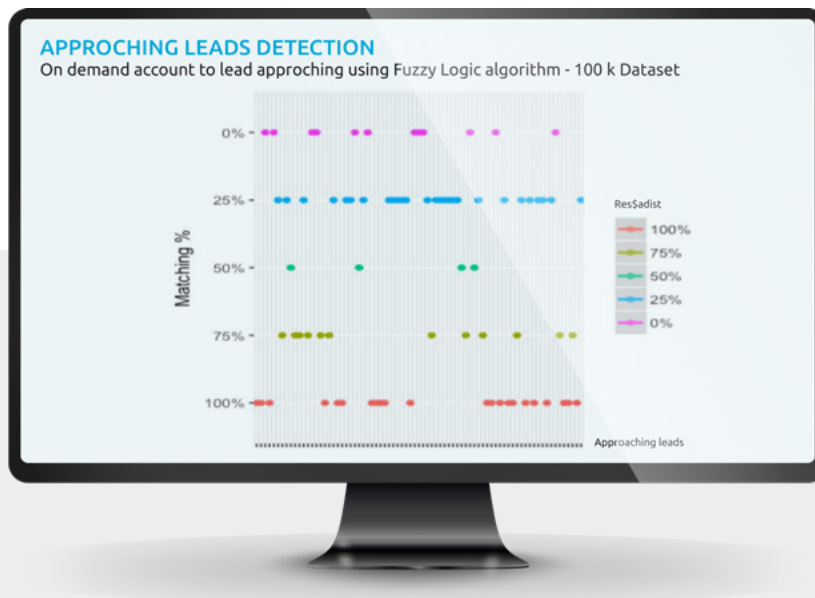 APPROCHING LEADS DETECTION
On demand account to lead approching using Fuzzy Logic algorithm - 100 k Dataset
0%
25%
50%
75%
100%
Matching %
Approaching leads
Res$adist
100%
75%
50%
25%
0%